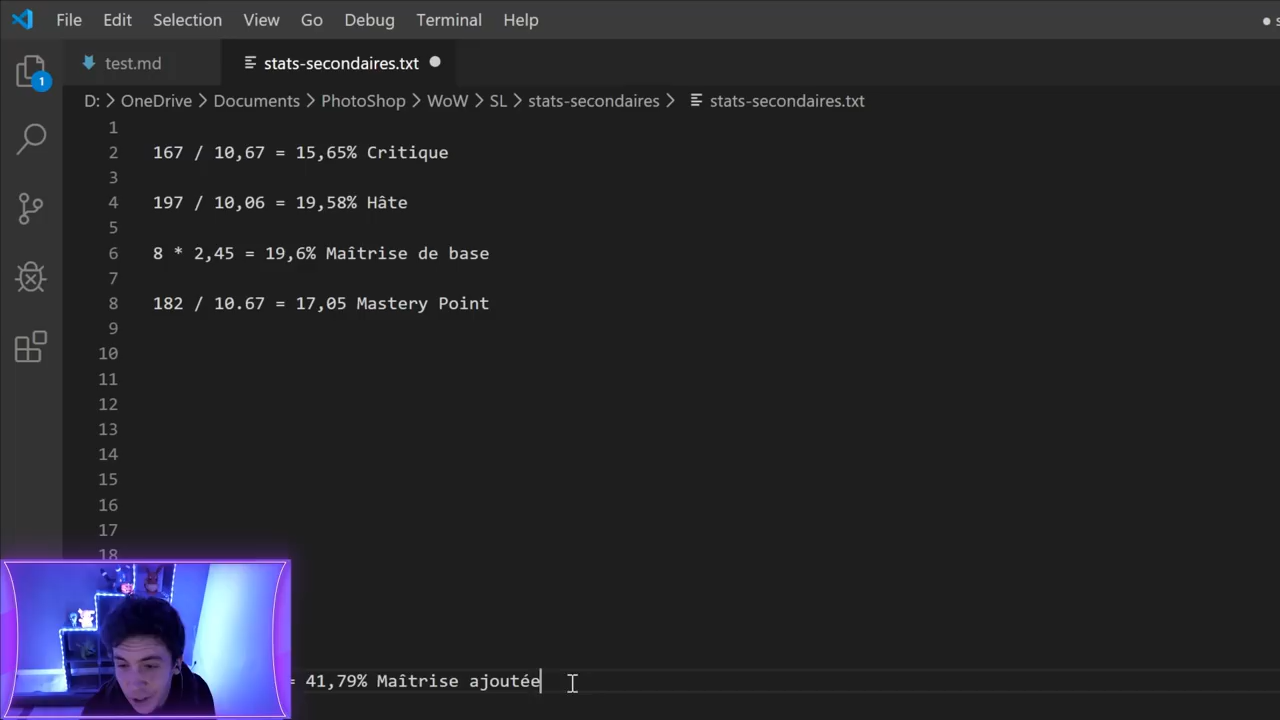 File Edit Selection View Go Debug Terminal Help
test.md stats-secondaires.txt
D: > OneDrive > Documents > PhotoShop > WoW > SL > stats-secondaires > stats-secondaires.txt
1
1
2 167 / 10,67 = 15,65% Critique
3
4 197 / 10,06 = 19,58% Hâte
5
6 8 * 2,45 = 19,6% Maîtrise de base
7
8 182 / 10.67 = 17,05 Mastery Point
9
10
11
12
13
14
15
16
17
18
= 41,79% Maîtrise ajoutée